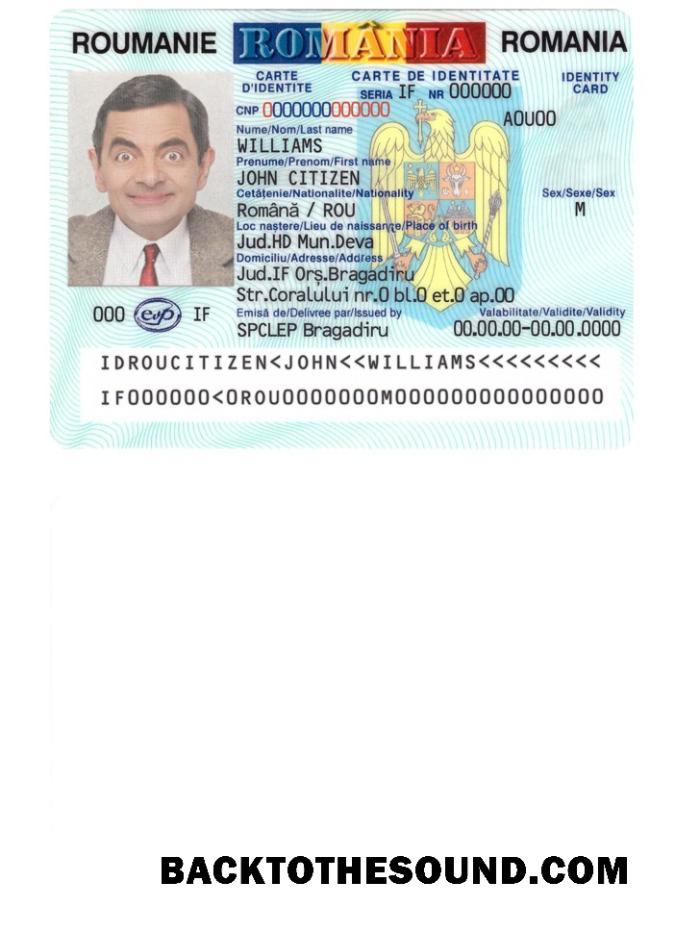 ROUMANIE ROMÂNIA ROMANIA
CARTE D'IDENTITE CARTE DE IDENTITATE IDENTITY CARD
SERIA IF NR 000000
CNP 0000000000000
A0U00
Nume/Nom/Last name
WILLIAMS
Prenume/Prenom/First name
JOHN CITIZEN
Cetăţenie/Nationalite/Nationality
Română / ROU
Sex/Sexe/Sex
M
Loc naştere/Lieu de naissance/Place of birth
Jud.HD Mun.Deva
Domiciliu/Adresse/Address
Jud.IF Orş.Bragadiru
Str.Coralului nr.0 bl.0 et.0 ap.00
000 evp IF
Emisă de/Delivree par/Issued by
SPCLEP Bragadiru
Valabilitate/Validite/Validity
00.00.00-00.00.0000
IDROUCITIZEN<JOHN<<WILLIAMS<<<<<<<<<
IF000000<0ROU0000000M000000000000000
BACKTOTHESOUND.COM